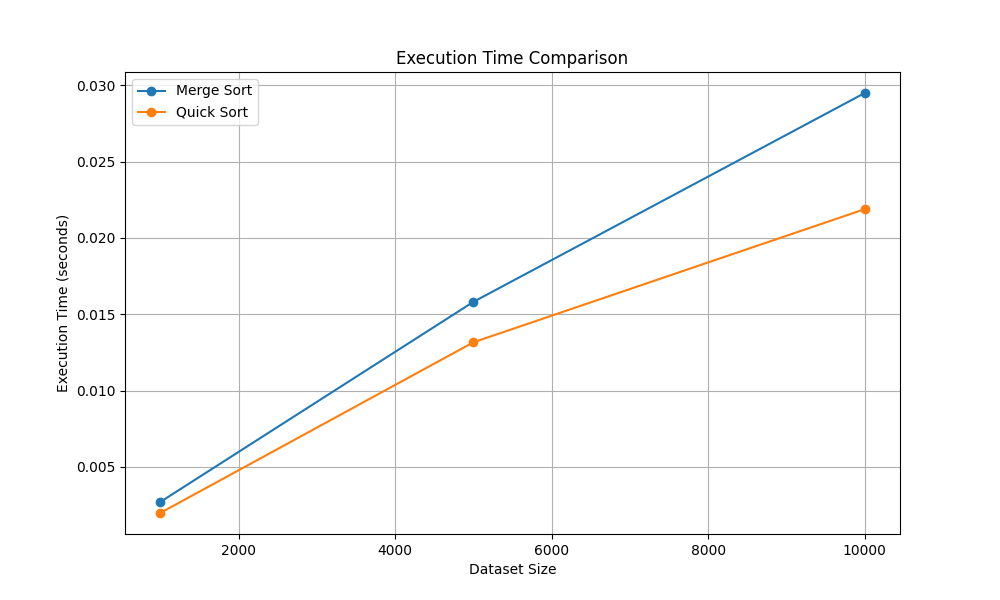 Execution Time Comparison
Merge Sort
Quick Sort
0.030
0.025
0.020
0.015
0.010
0.005
Execution Time (seconds)
2000 4000 6000 8000 10000
Dataset Size